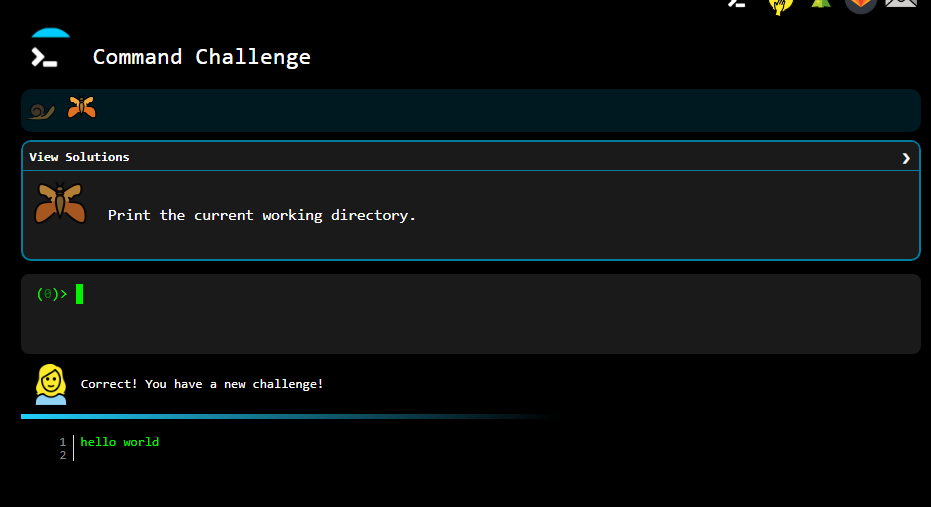 Command Challenge
View Solutions
Print the current working directory.
(0)>
Correct! You have a new challenge!
1 hello world
2